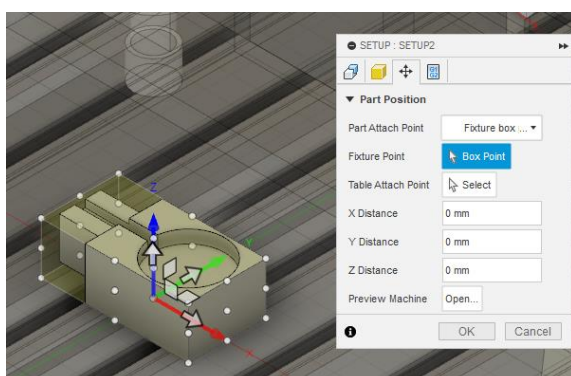 SETUP : SETUP2
Part Position
Part Attach Point Fixture box ...
Fixture Point Box Point
Table Attach Point Select
X Distance 0 mm
Y Distance 0 mm
Z Distance 0 mm
Preview Machine Open...
OK Cancel
Z
Y
X